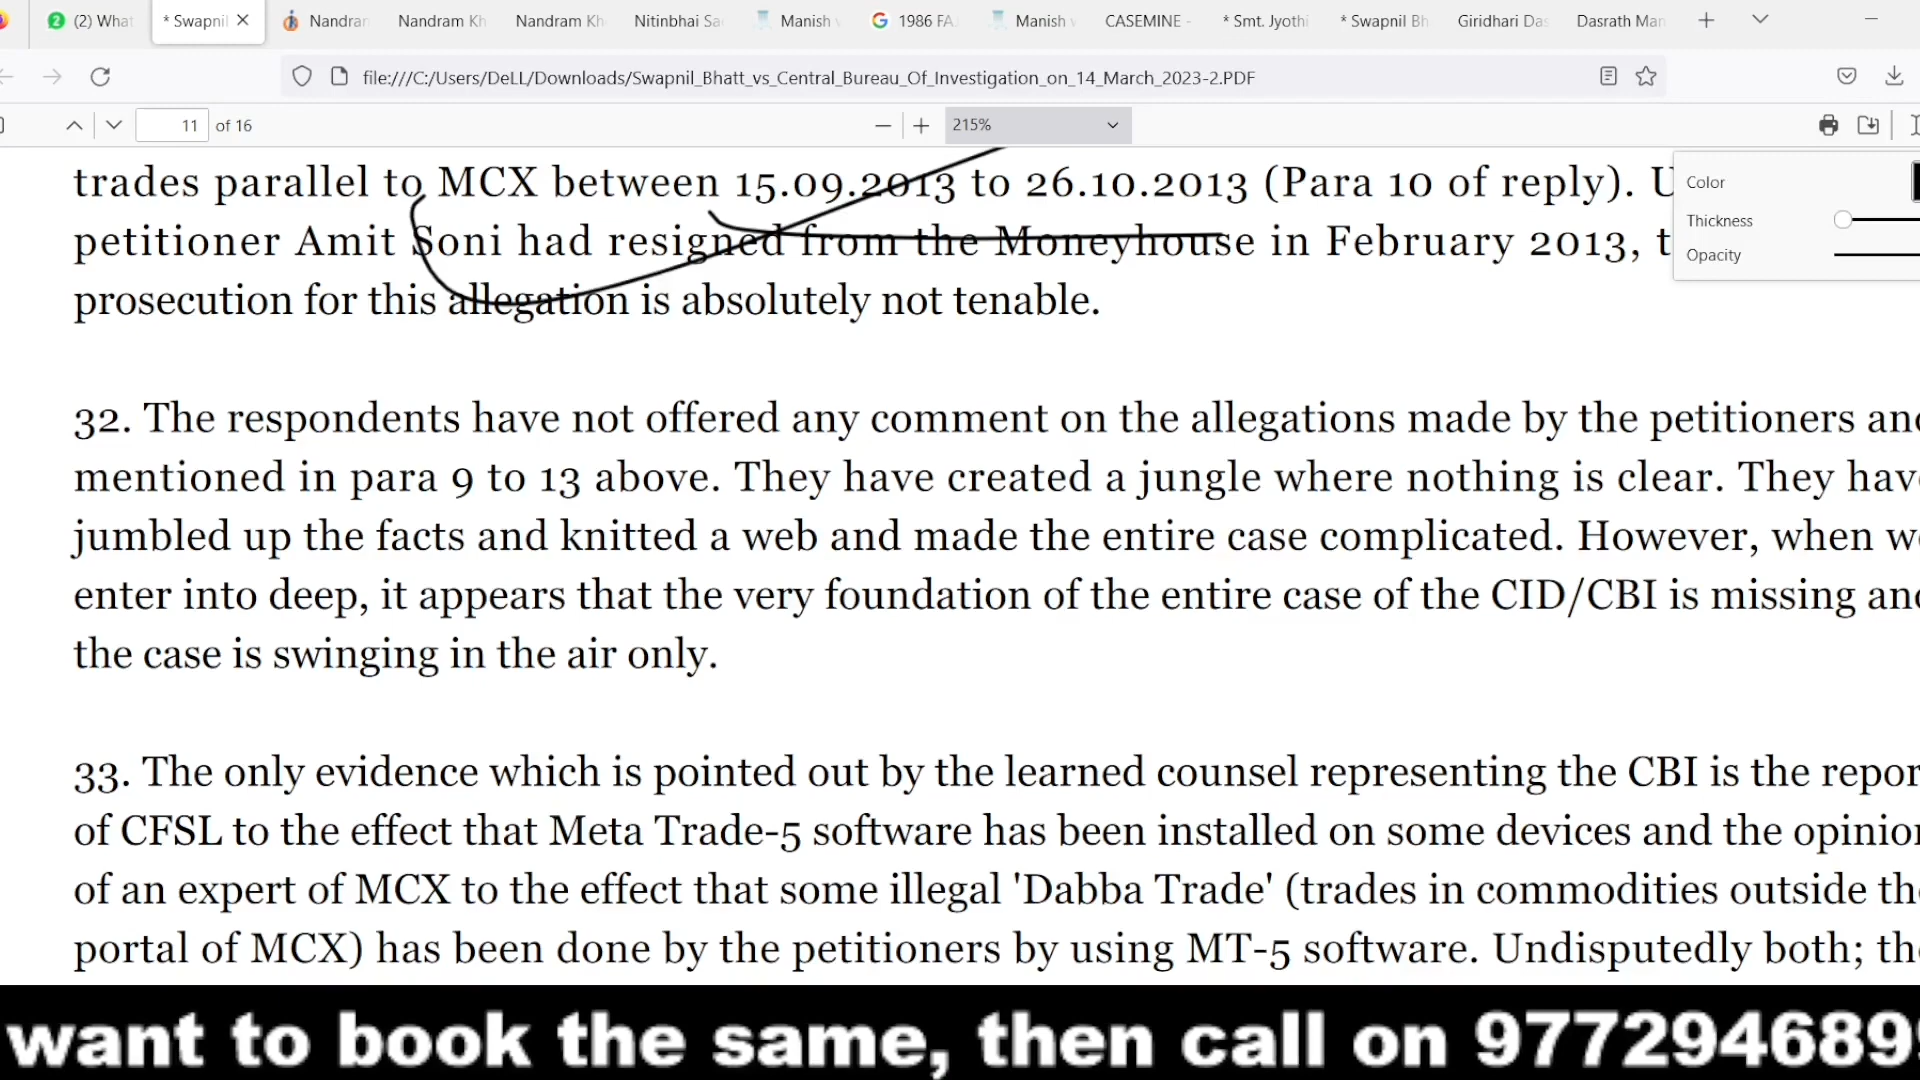 2 (2) What
* Swapnil
Nandran
Nandram Kh
Nandram Kh
Nitinbhai Sa
Manish v
1986 FA
Manish v
CASEMINE -
* Smt. Jyothi
* Swapnil Bh
Giridhari Das
Dasrath Man
file:///C:/Users/DeLL/Downloads/Swapnil_Bhatt_vs_Central_Bureau_Of_Investigation_on_14_March_2023-2.PDF
11 of 16
215%
Color
Thickness
Opacity
trades parallel to MCX between 15.09.2013 to 26.10.2013 (Para 10 of reply).
petitioner Amit Soni had resigned from the Moneyhouse in February 2013,
prosecution for this allegation is absolutely not tenable.
32. The respondents have not offered any comment on the allegations made by the petitioners
mentioned in para 9 to 13 above. They have created a jungle where nothing is clear. They
jumbled up the facts and knitted a web and made the entire case complicated. However, when
enter into deep, it appears that the very foundation of the entire case of the CID/CBI is missing
the case is swinging in the air only.
33. The only evidence which is pointed out by the learned counsel representing the CBI is the
of CFSL to the effect that Meta Trade-5 software has been installed on some devices and the
of an expert of MCX to the effect that some illegal 'Dabba Trade' (trades in commodities outside
portal of MCX) has been done by the petitioners by using MT-5 software. Undisputedly both;
want to book the same, then call on 977294689